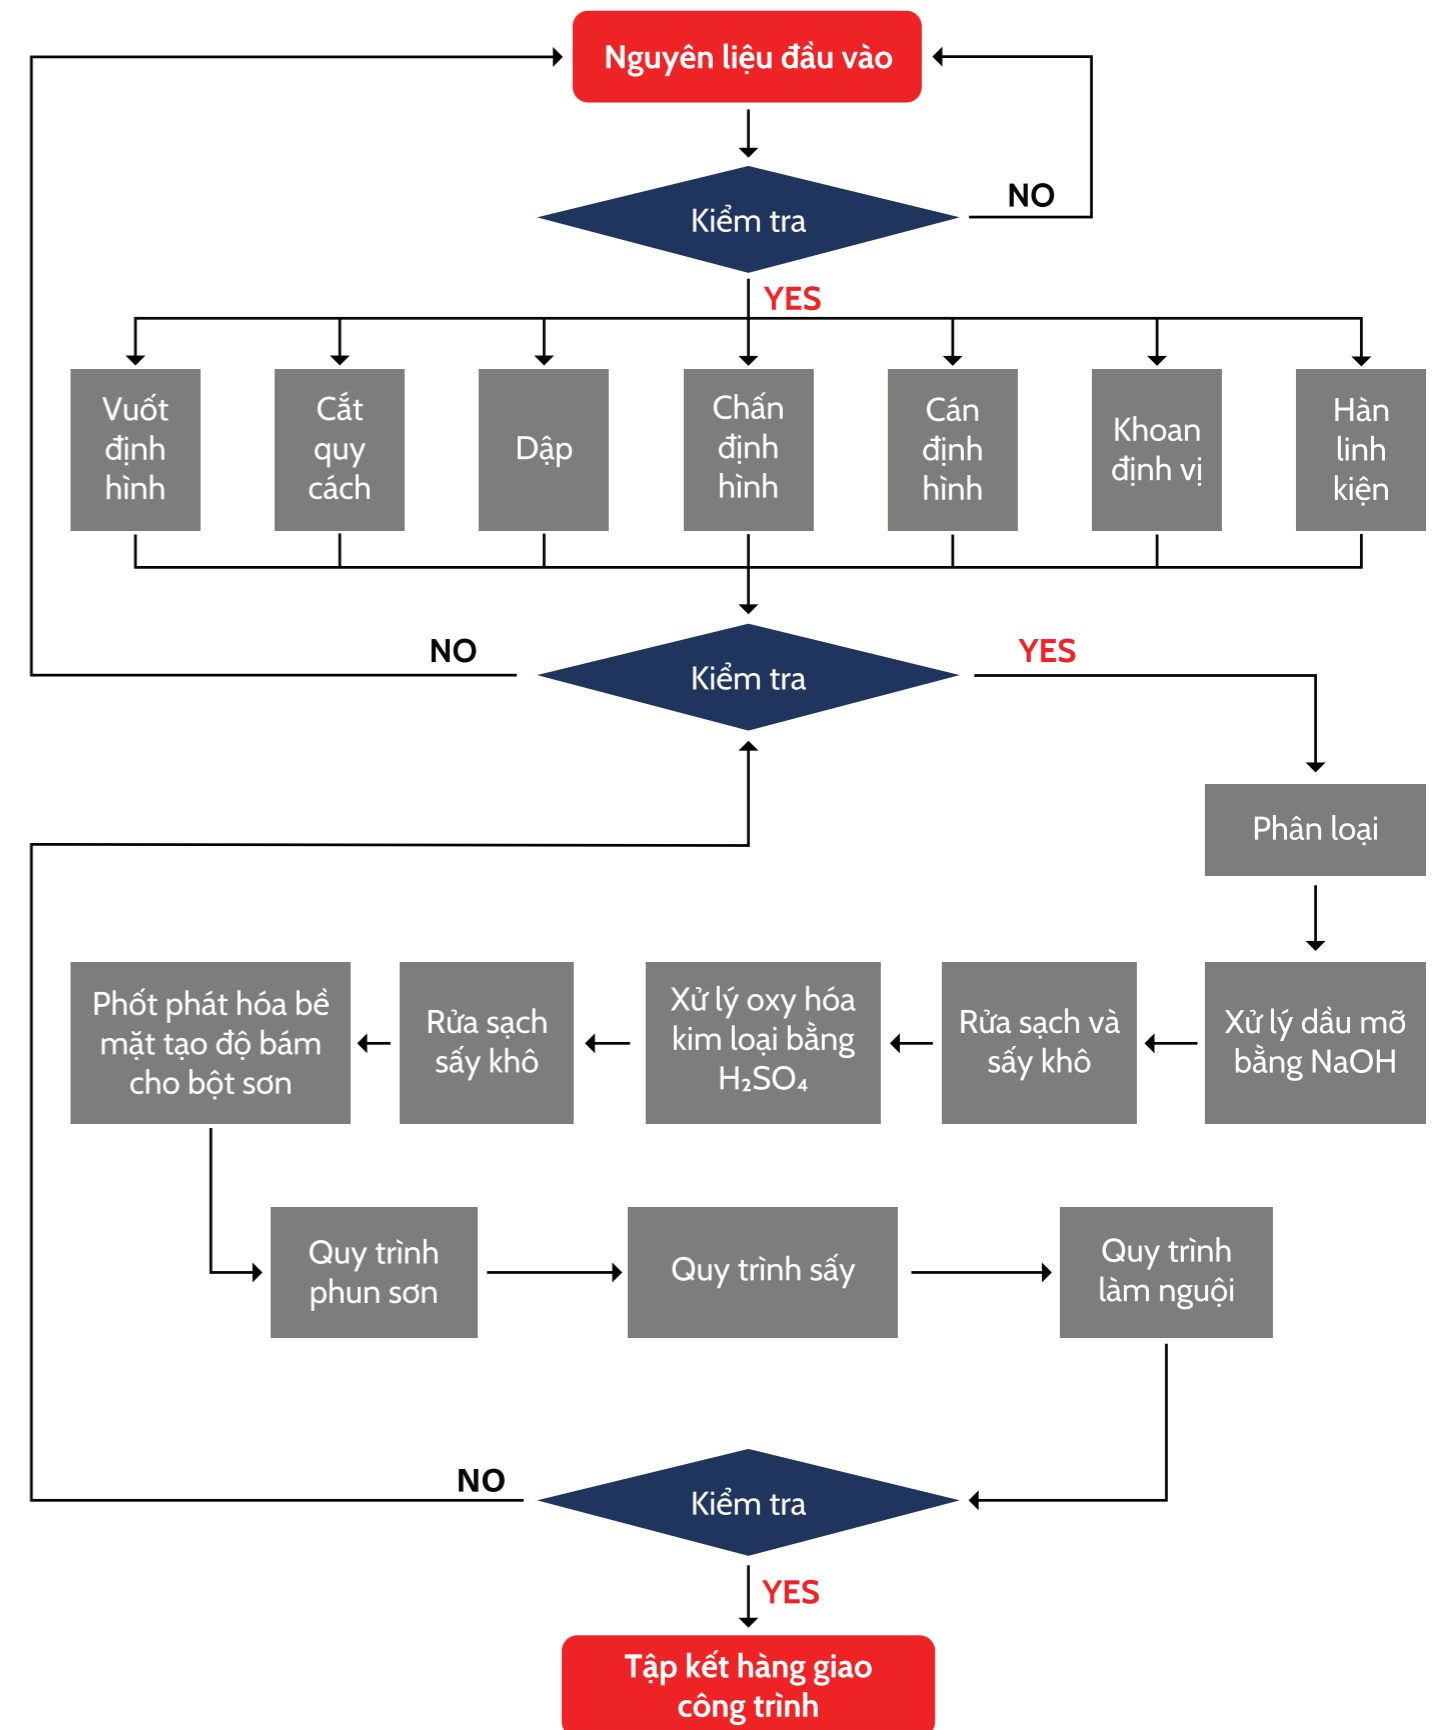 Nguyên liệu đầu vào
Kiểm tra
NO
YES
Vuốt
định
hình
Cắt
quy
cách
Dập
Chấn
định
hình
Cán
định
hình
Khoan
định vị
Hàn
linh
kiện
NO
Kiểm tra
YES
Phân loại
Phốt phát hóa bề
mặt tạo độ bám
cho bột sơn
Rửa sạch
sấy khô
Xử lý oxy hóa
kim loại bằng
H₂SO₄
Rửa sạch và
sấy khô
Xử lý dầu mỡ
bằng NaOH
Quy trình
phun sơn
Quy trình sấy
Quy trình
làm nguội
NO
Kiểm tra
YES
Tập kết hàng giao
công trình